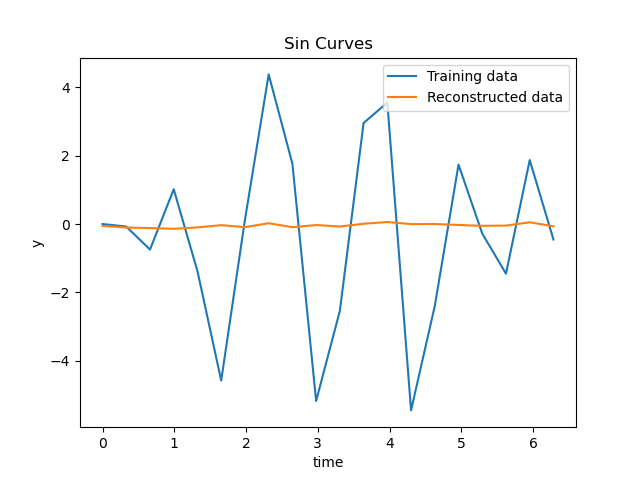 Sin Curves
Training data
Reconstructed data
4
2
0
−2
−4
y
0 1 2 3 4 5 6
time